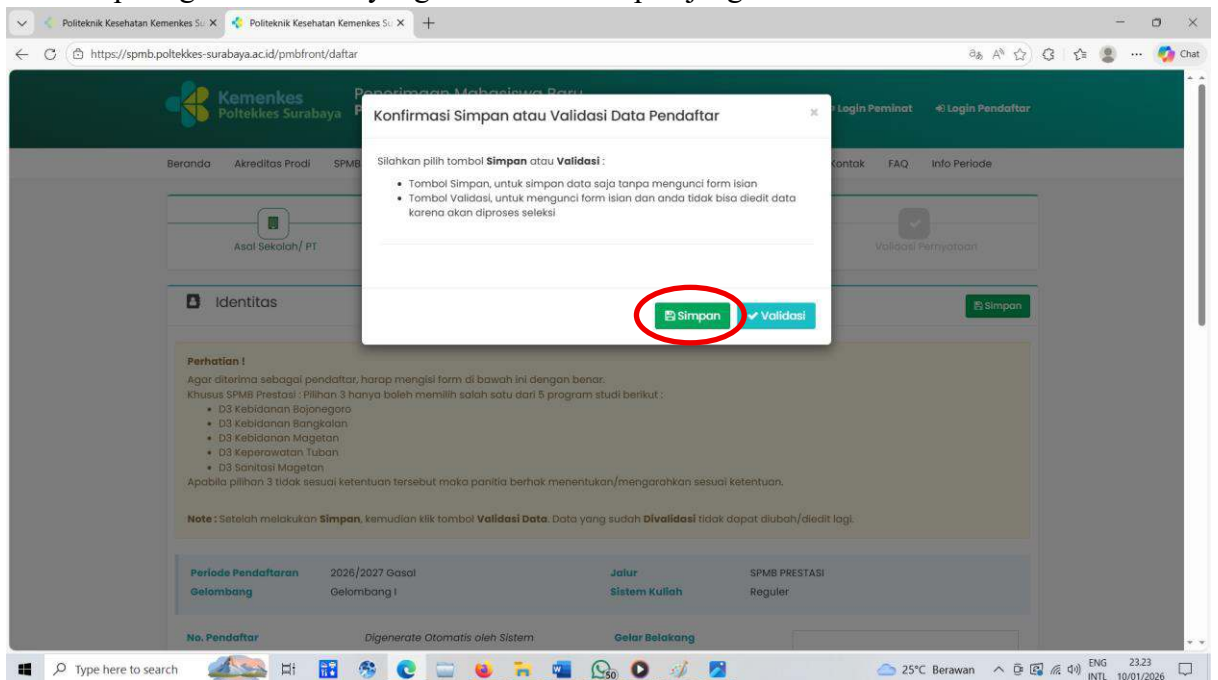 Politeknik Kesehatan Kemenkes Su
Politeknik Kesehatan Kemenkes Su
https://spmb.poltekkes-surabaya.ac.id/pmbfront/daftar
Chat
Kemenkes
Poltekkes Surabaya
Penerimaan Mahasiswa Baru
Login Peminat
Login Pendaftar
Konfirmasi Simpan atau Validasi Data Pendaftar
Beranda Akreditas Prodi SPMB
Kontak FAQ Info Periode
Silahkan pilih tombol Simpan atau Validasi :
• Tombol Simpan, untuk simpan data saja tanpa mengunci form isian
• Tombol Validasi, untuk mengunci form isian dan anda tidak bisa diedit data
karena akan diproses seleksi
Asal Sekolah/ PT
Validasi Pernyataan
Simpan Validasi
Identitas
Simpan
Perhatian !
Agar diterima sebagai pendaftar, harap mengisi form di bawah ini dengan benar.
Khusus SPMB Prestasi : Pilihan 3 hanya boleh memilih salah satu dari 5 program studi berikut :
• D3 Kebidanan Bojonegoro
• D3 Kebidanan Bangkalan
• D3 Kebidanan Magetan
• D3 Keperawatan Tuban
• D3 Sanitasi Magetan
Apabila pilihan 3 tidak sesuai ketentuan tersebut maka panitia berhak menentukan/mengarahkan sesuai ketentuan.
Note : Setelah melakukan Simpan, kemudian klik tombol Validasi Data. Data yang sudah Divalidasi tidak dapat diubah/diedit lagi.
Periode Pendaftaran 2026/2027 Gasal Jalur SPMB PRESTASI
Gelombang Gelombang I Sistem Kuliah Reguler
No. Pendaftar Digenerate Otomatis oleh Sistem Gelar Belakang
Type here to search
50
25°C Berawan
ENG
INTL
23.23
10/01/2026